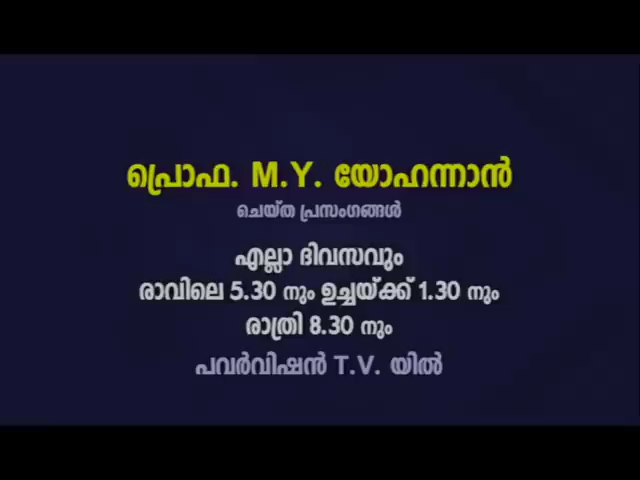 പ്രൊഫ. M.Y. യോഹന്നാൻ
ചെയ്ത പ്രസംഗങ്ങൾ
എല്ലാ ദിവസവും
രാവിലെ 5.30 നും ഉച്ചയ്ക്ക് 1.30 നും
രാത്രി 8.30 നും
പവർവിഷൻ T.V. യിൽ